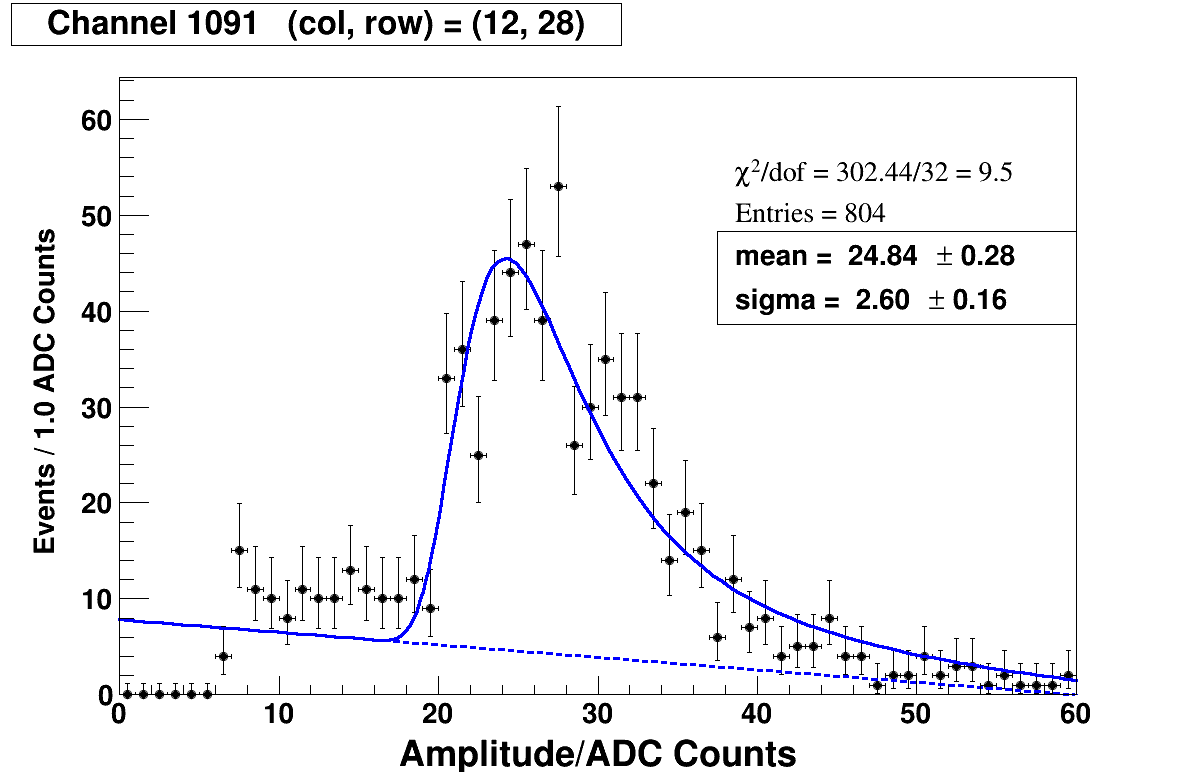 Channel 1091 (col, row) = (12, 28)
60
50
40
30
20
10
0
Events / 1.0 ADC Counts
χ²/dof = 302.44/32 = 9.5
Entries = 804
mean = 24.84 ± 0.28
sigma = 2.60 ± 0.16
0 10 20 30 40 50 60
Amplitude/ADC Counts